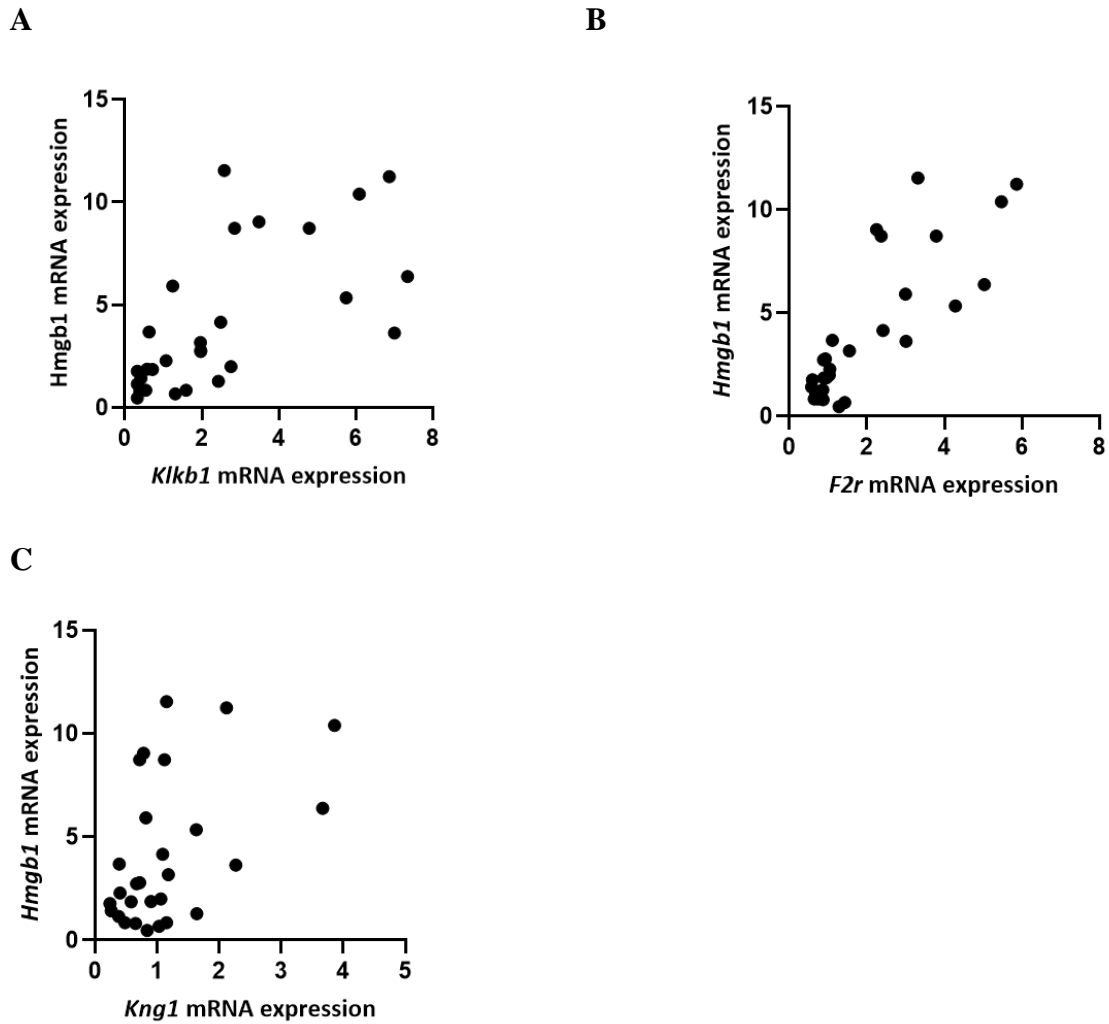 A
B
15
10
5
0
Hmgb1 mRNA expression
0 2 4 6 8
Klkb1 mRNA expression
15
10
5
0
Hmgb1 mRNA expression
0 2 4 6 8
F2r mRNA expression
C
15
10
5
0
Hmgb1 mRNA expression
0 1 2 3 4 5
Kng1 mRNA expression